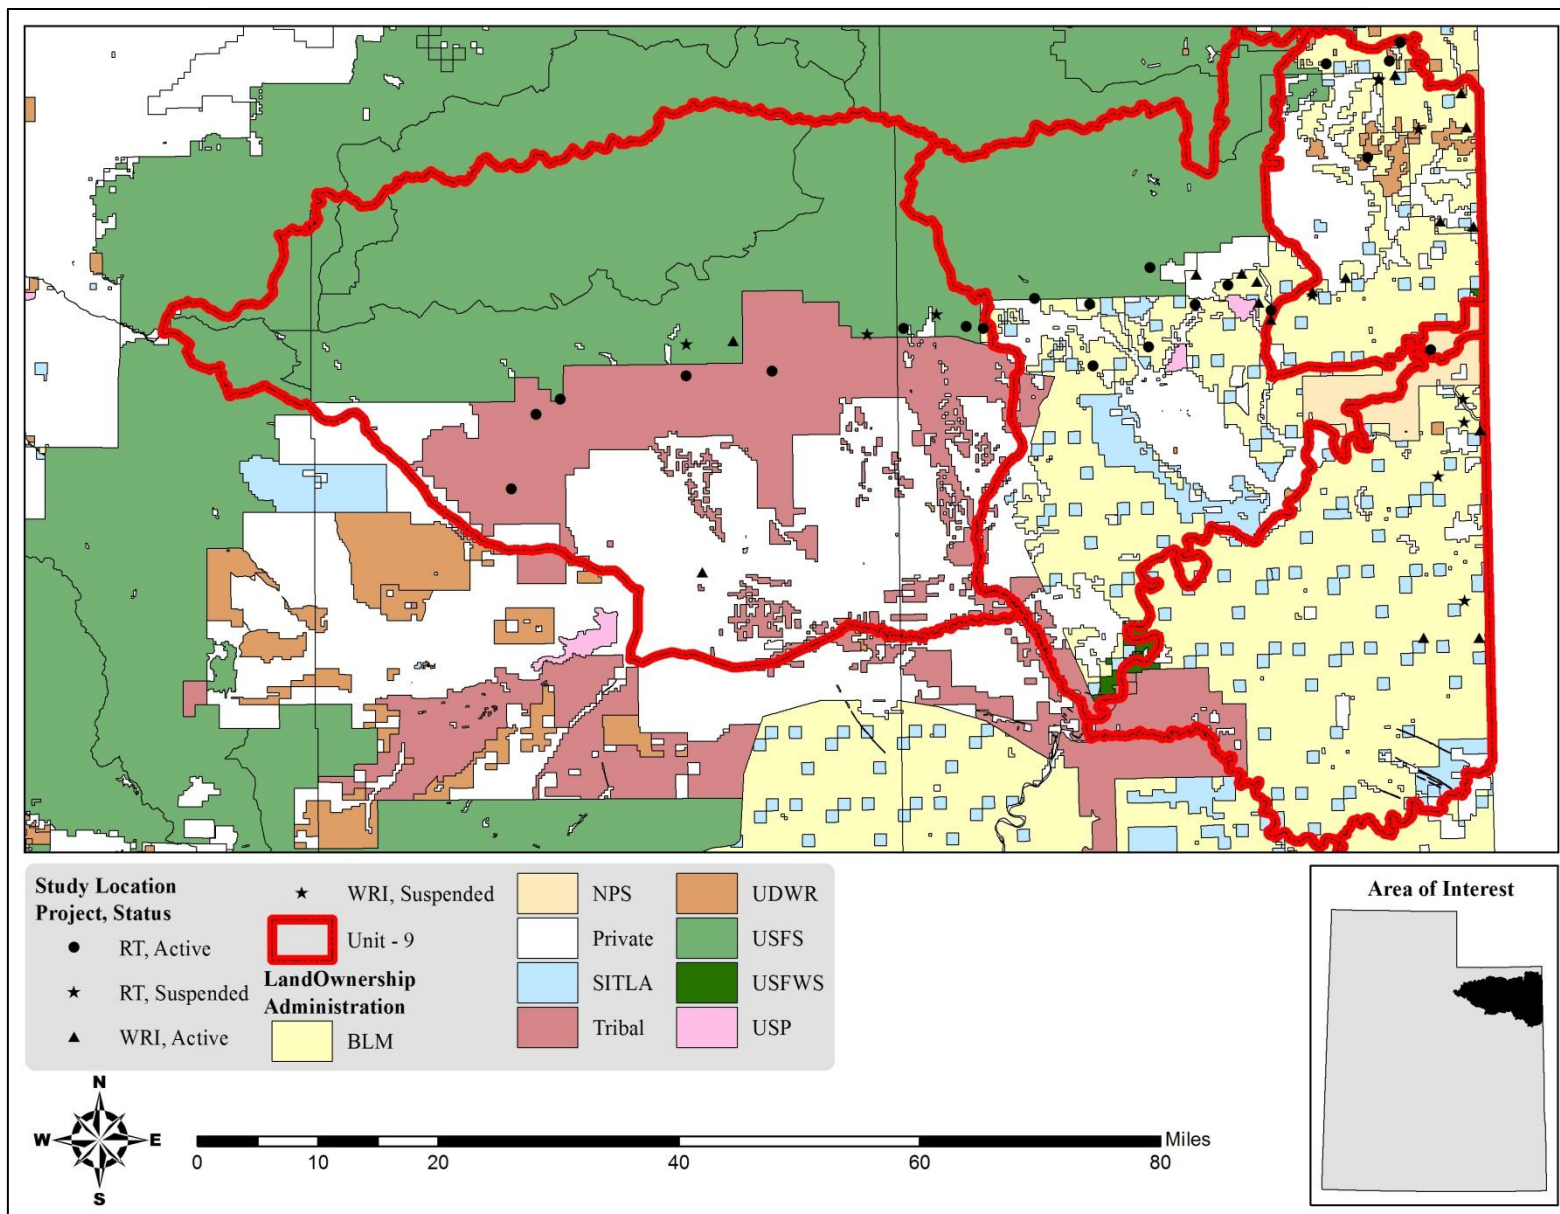 Study Location
Project, Status
RT, Active
RT, Suspended
WRI, Active
WRI, Suspended
Unit - 9
LandOwnership
Administration
BLM
NPS
Private
SITLA
Tribal
UDWR
USFS
USFWS
USP
Area of Interest
N
W E
S
Miles
0 10 20 40 60 80